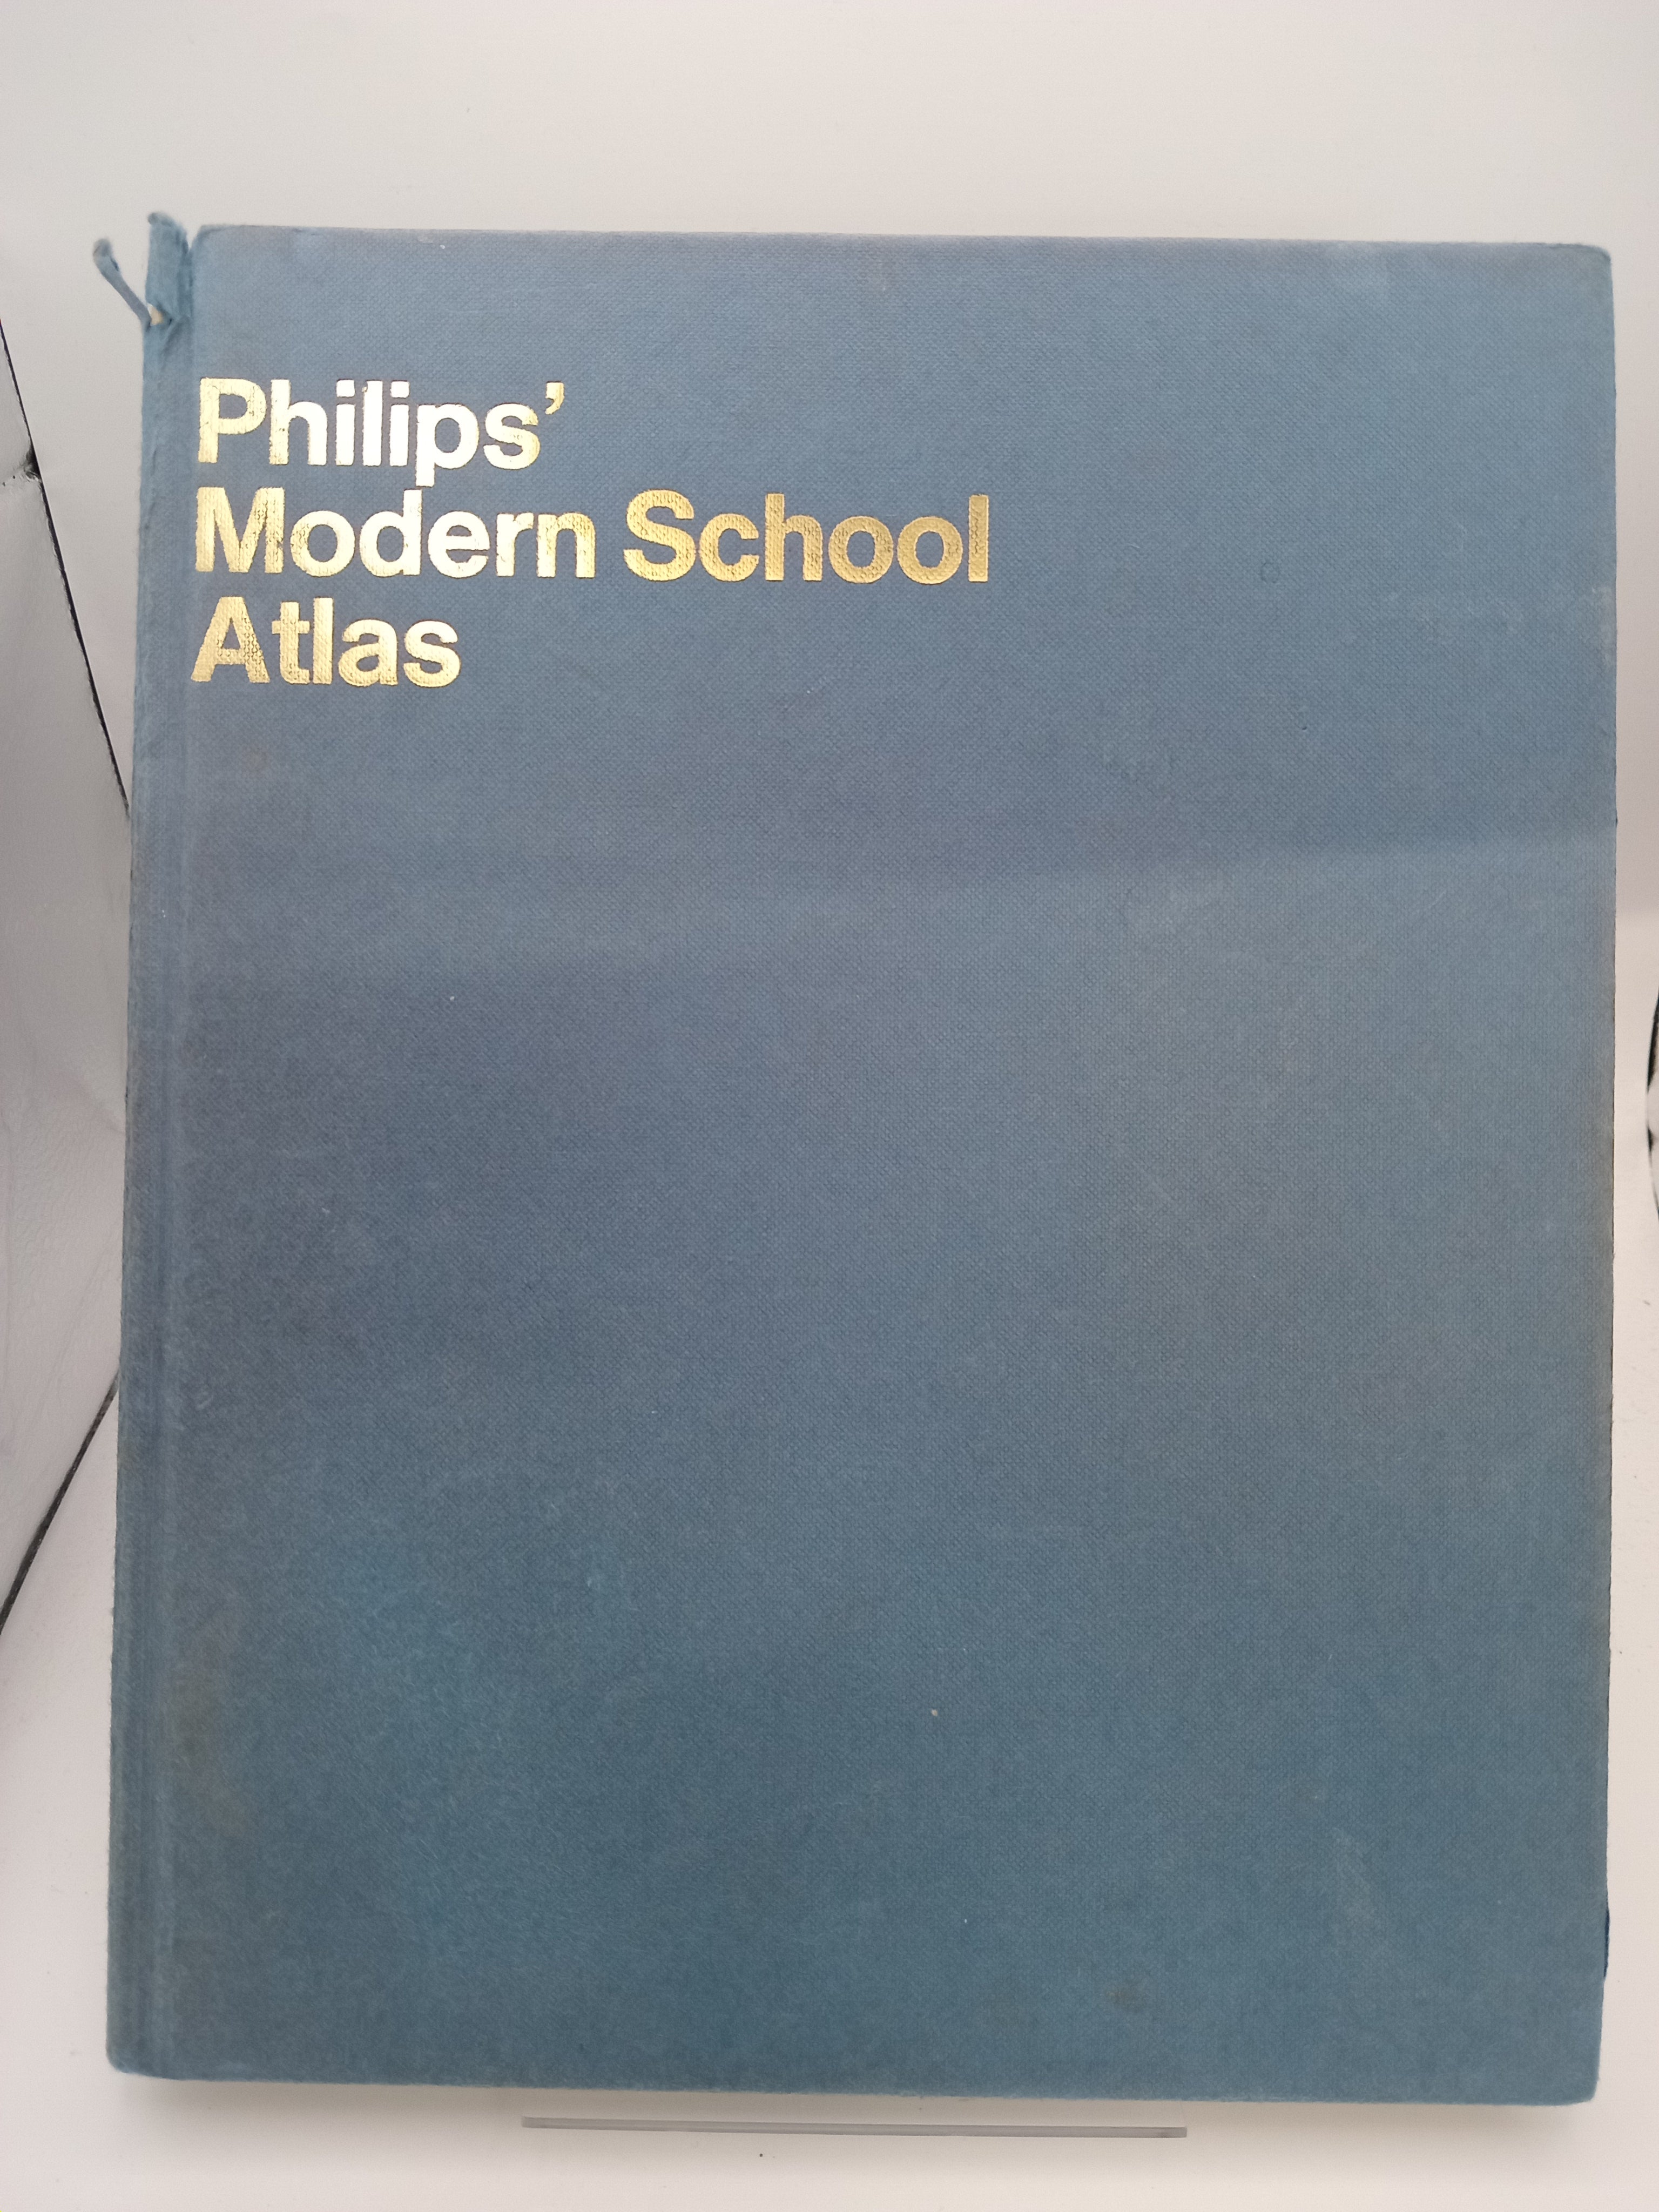 Philips’
Modern School
Atlas